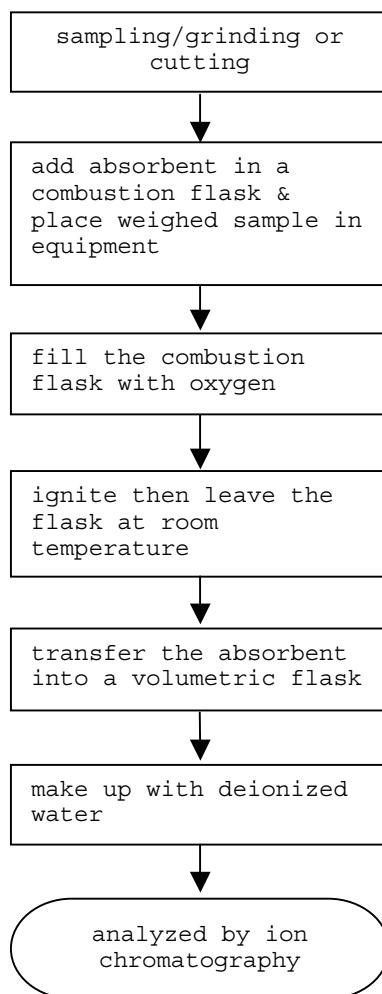 sampling/grinding or
cutting
add absorbent in a
combustion flask &
place weighed sample in
equipment
fill the combustion
flask with oxygen
ignite then leave the
flask at room
temperature
transfer the absorbent
into a volumetric flask
make up with deionized
water
analyzed by ion
chromatography